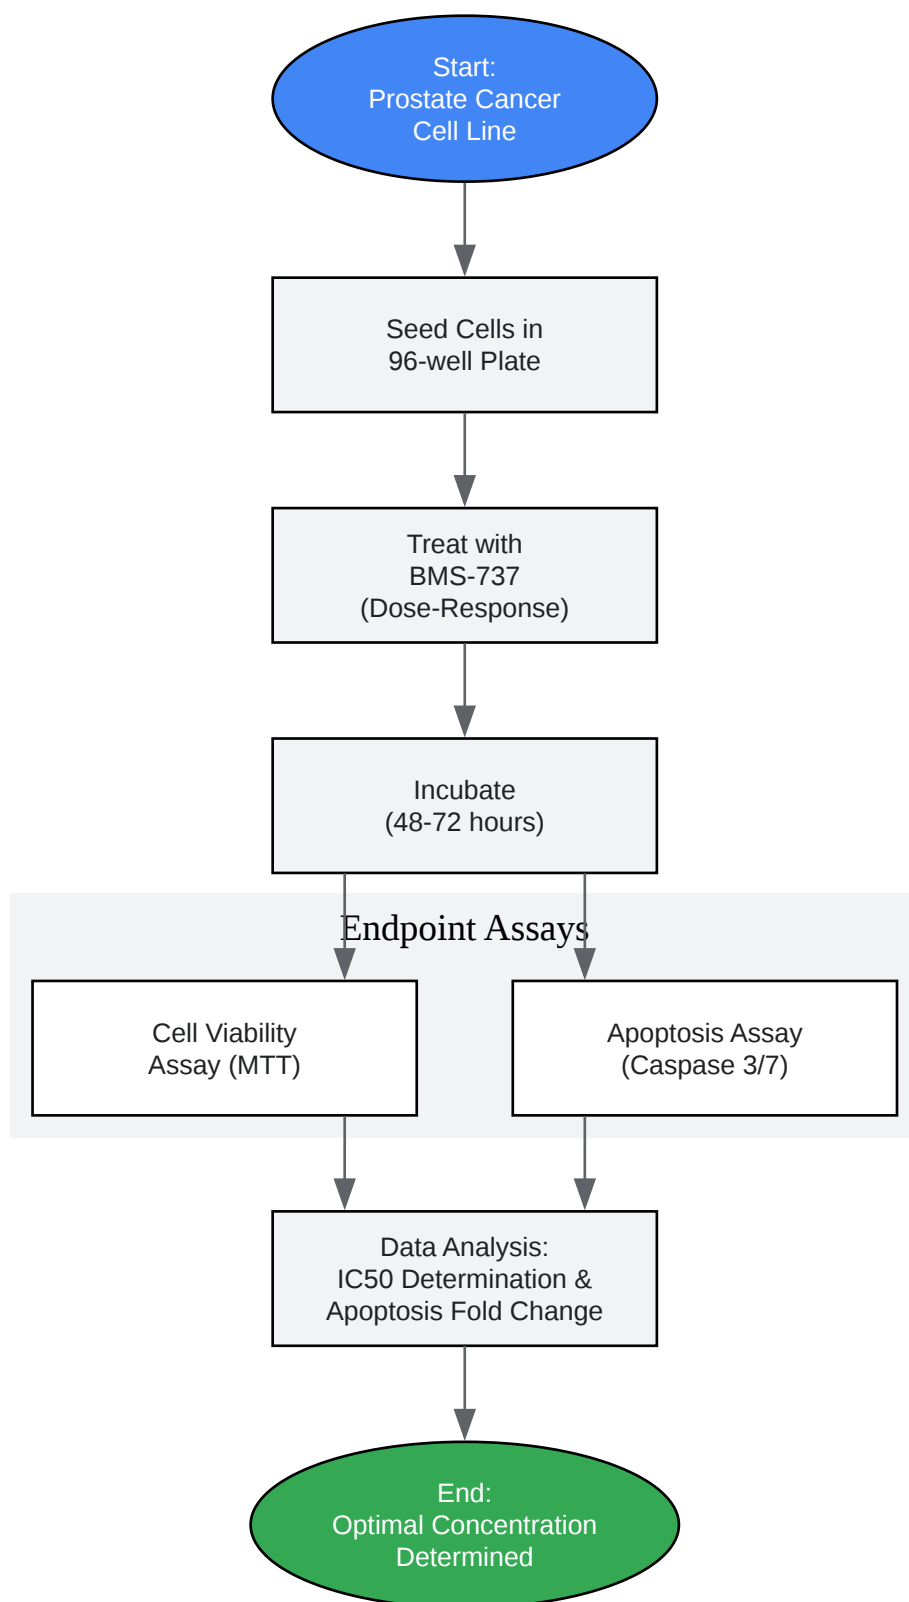 Start:
Prostate Cancer
Cell Line
Seed Cells in
96-well Plate
Treat with
BMS-737
(Dose-Response)
Incubate
(48-72 hours)
Endpoint Assays
Cell Viability
Assay (MTT)
Apoptosis Assay
(Caspase 3/7)
Data Analysis:
IC50 Determination &
Apoptosis Fold Change
End:
Optimal Concentration
Determined